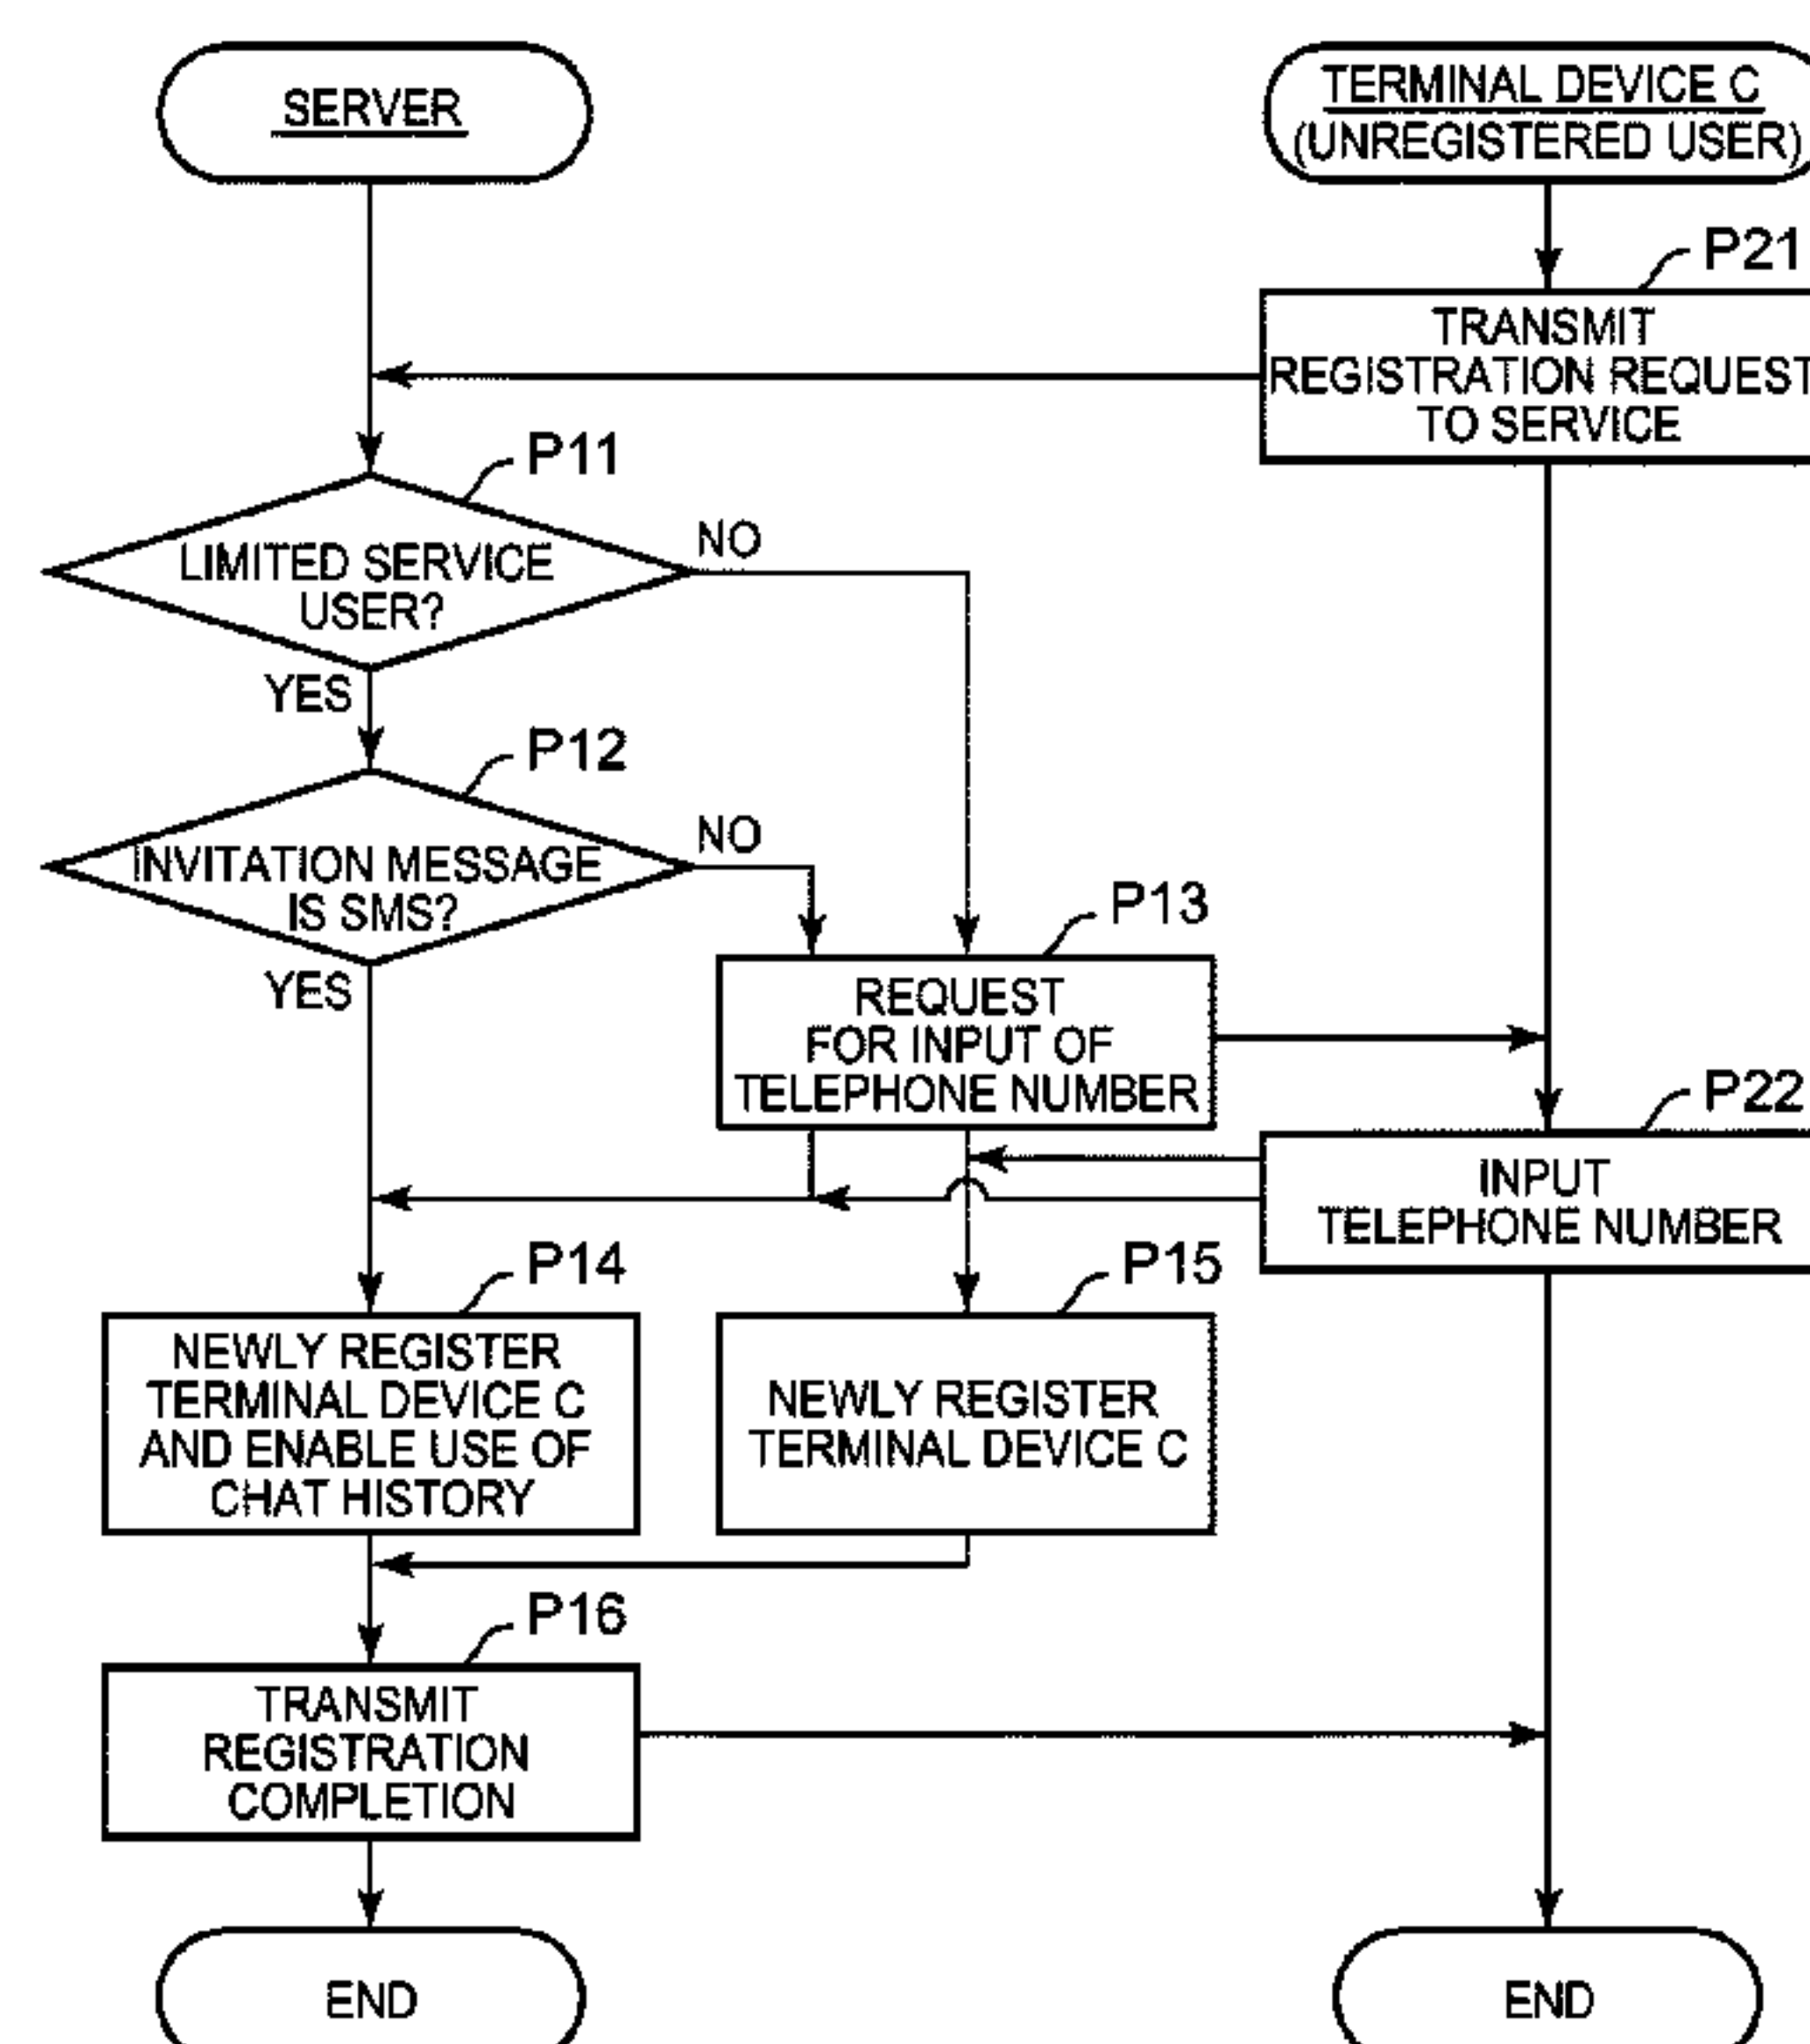 SERVER
TERMINAL DEVICE C
(UNREGISTERED USER)
P21
TRANSMIT
REGISTRATION REQUEST
TO SERVICE
P11
LIMITED SERVICE
USER?
NO
YES
P12
INVITATION MESSAGE
IS SMS?
NO
YES
P13
REQUEST
FOR INPUT OF
TELEPHONE NUMBER
P22
INPUT
TELEPHONE NUMBER
P14
NEWLY REGISTER
TERMINAL DEVICE C
AND ENABLE USE OF
CHAT HISTORY
P15
NEWLY REGISTER
TERMINAL DEVICE C
P16
TRANSMIT
REGISTRATION
COMPLETION
END
END